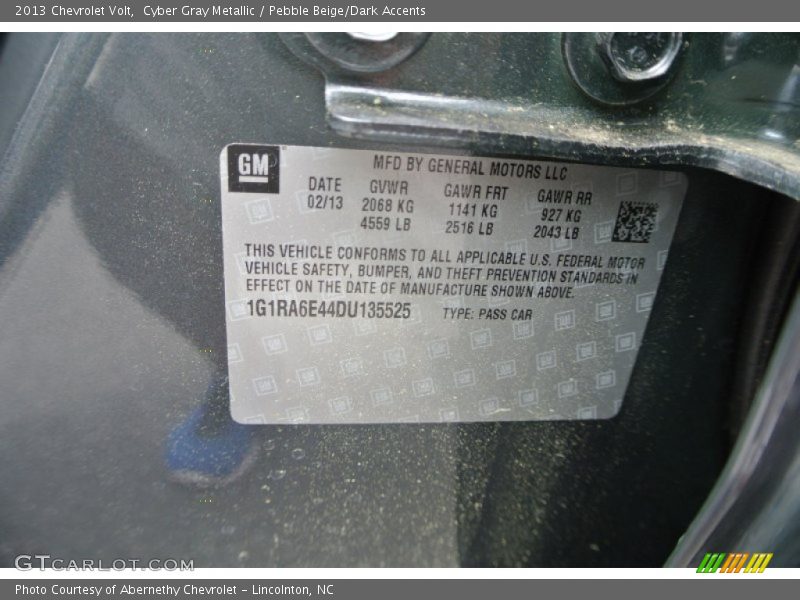 2013 Chevrolet Volt, Cyber Gray Metallic / Pebble Beige/Dark Accents
GM
MFD BY GENERAL MOTORS LLC
DATE GVWR GAWR FRT GAWR RR
02/13 2068 KG 1141 KG 927 KG
4559 LB 2516 LB 2043 LB
THIS VEHICLE CONFORMS TO ALL APPLICABLE U.S. FEDERAL MOTOR
VEHICLE SAFETY, BUMPER, AND THEFT PREVENTION STANDARDS IN
EFFECT ON THE DATE OF MANUFACTURE SHOWN ABOVE.
1G1RA6E44DU135525 TYPE: PASS CAR
GTCARLOT.COM
Photo Courtesy of Abernethy Chevrolet - Lincolnton, NC